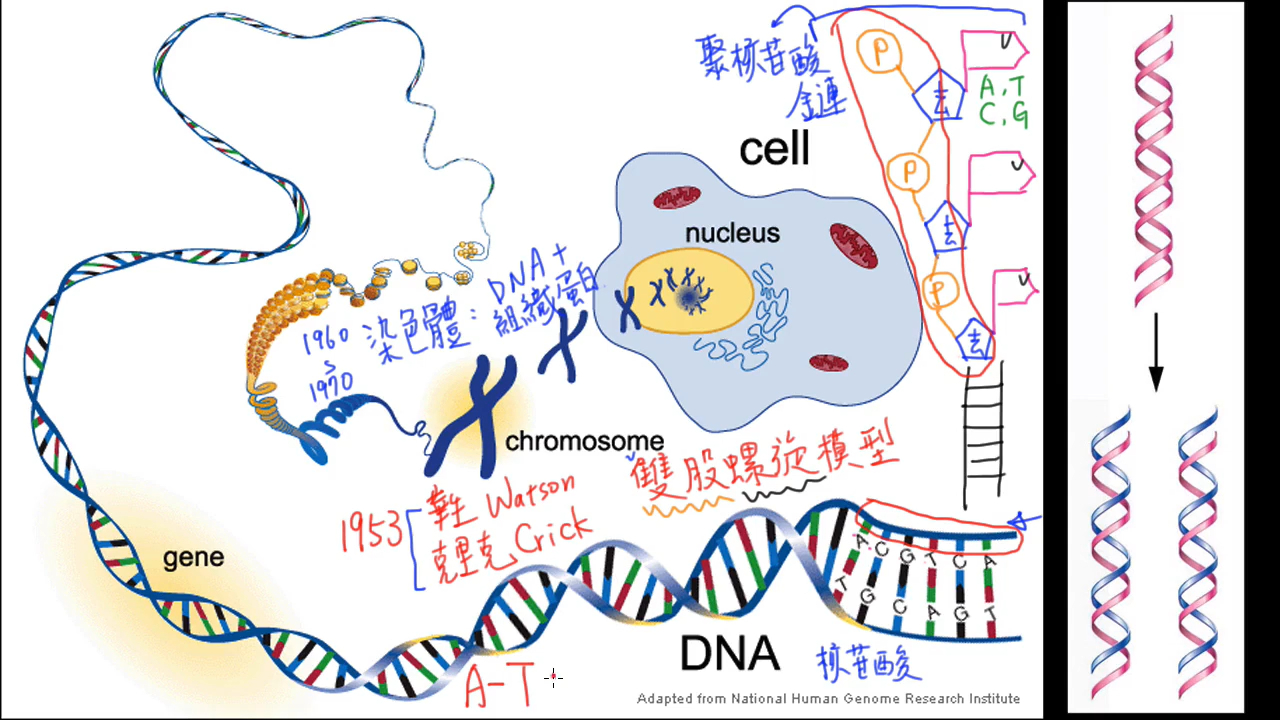 聚核苷酸
鏈
P
去
A,T
C,G
P
去
P
去
cell
nucleus
染色體：DNA+
組織蛋白
1960
s
1970
chromosome
雙股螺旋模型
1953
華生 Watson
克里克 Crick
gene
A C G T C A
T G C A G T
DNA
核苷酸
A-T
Adapted from National Human Genome Research Institute